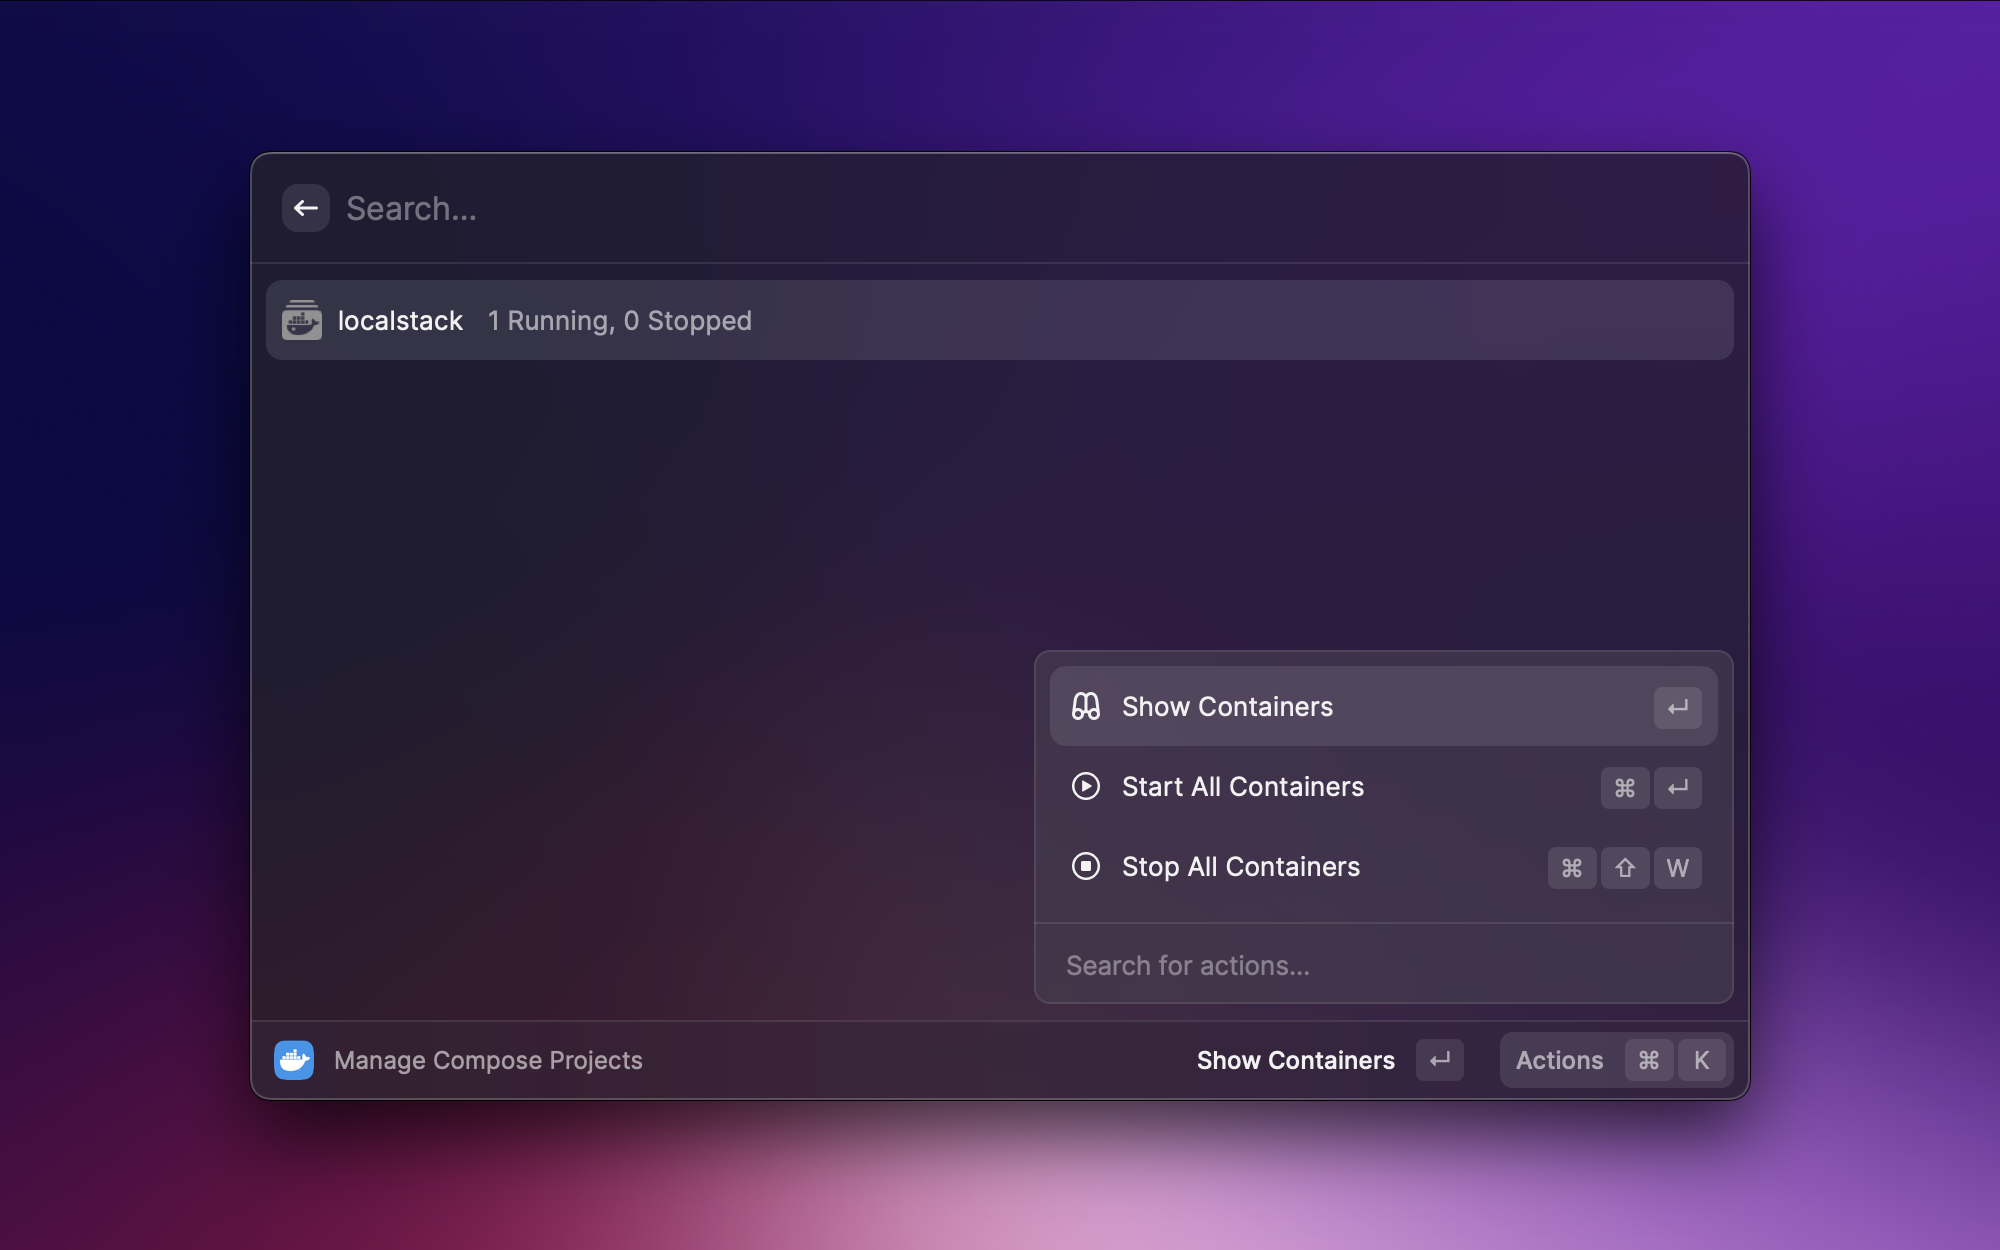 Search...
localstack 1 Running, 0 Stopped
Show Containers ↵
Start All Containers ⌘ ↵
Stop All Containers ⌘ ⇧ W
Search for actions...
Manage Compose Projects Show Containers ↵ Actions ⌘ K